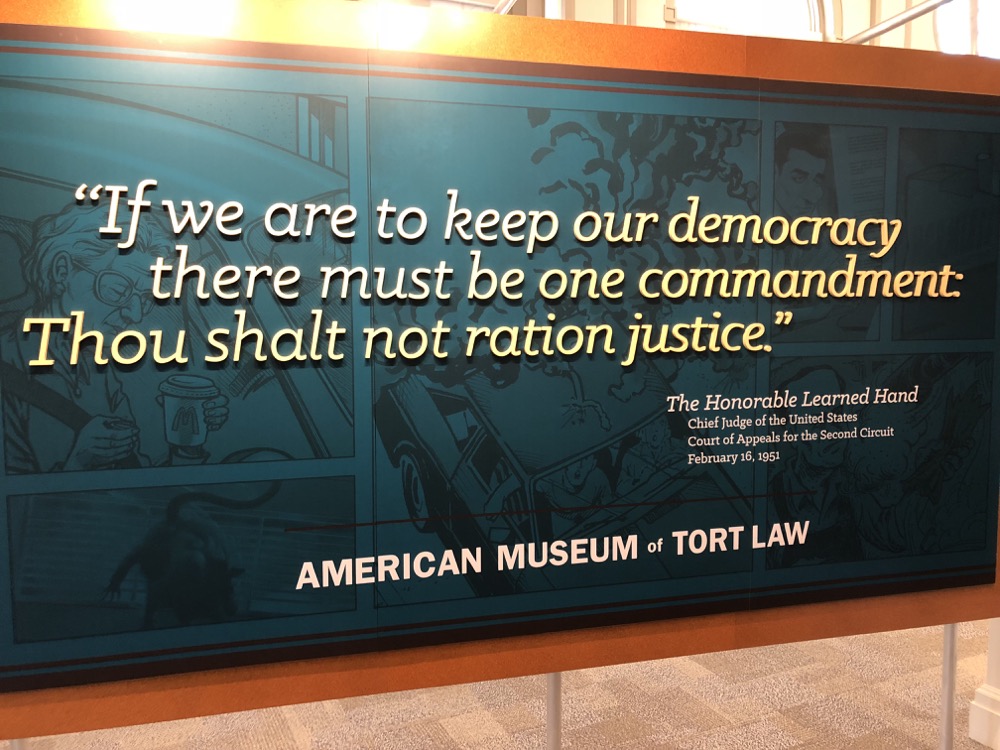 “If we are to keep our democracy
there must be one commandment:
Thou shalt not ration justice.”
The Honorable Learned Hand
Chief Judge of the United States
Court of Appeals for the Second Circuit
February 16, 1951
AMERICAN MUSEUM of TORT LAW